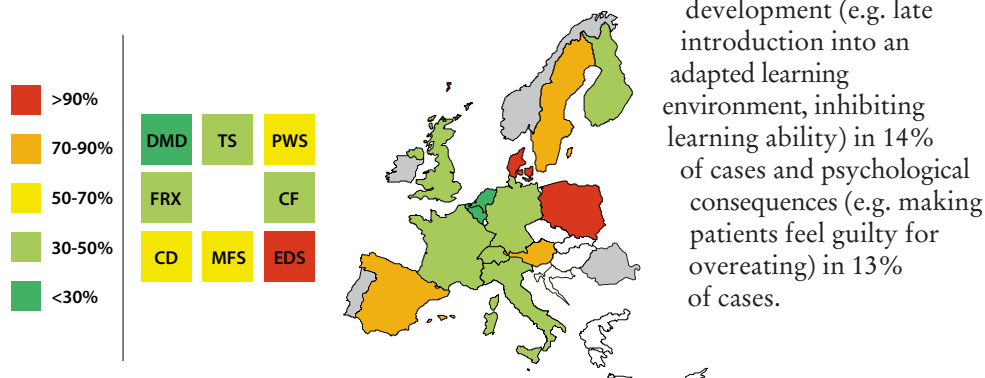 >90%
70-90%
50-70%
30-50%
<30%
DMD TS PWS
FRX CF
CD MFS EDS
development (e.g. late
introduction into an
adapted learning
environment, inhibiting
learning ability) in 14%
of cases and psychological
consequences (e.g. making
patients feel guilty for
overeating) in 13%
of cases.